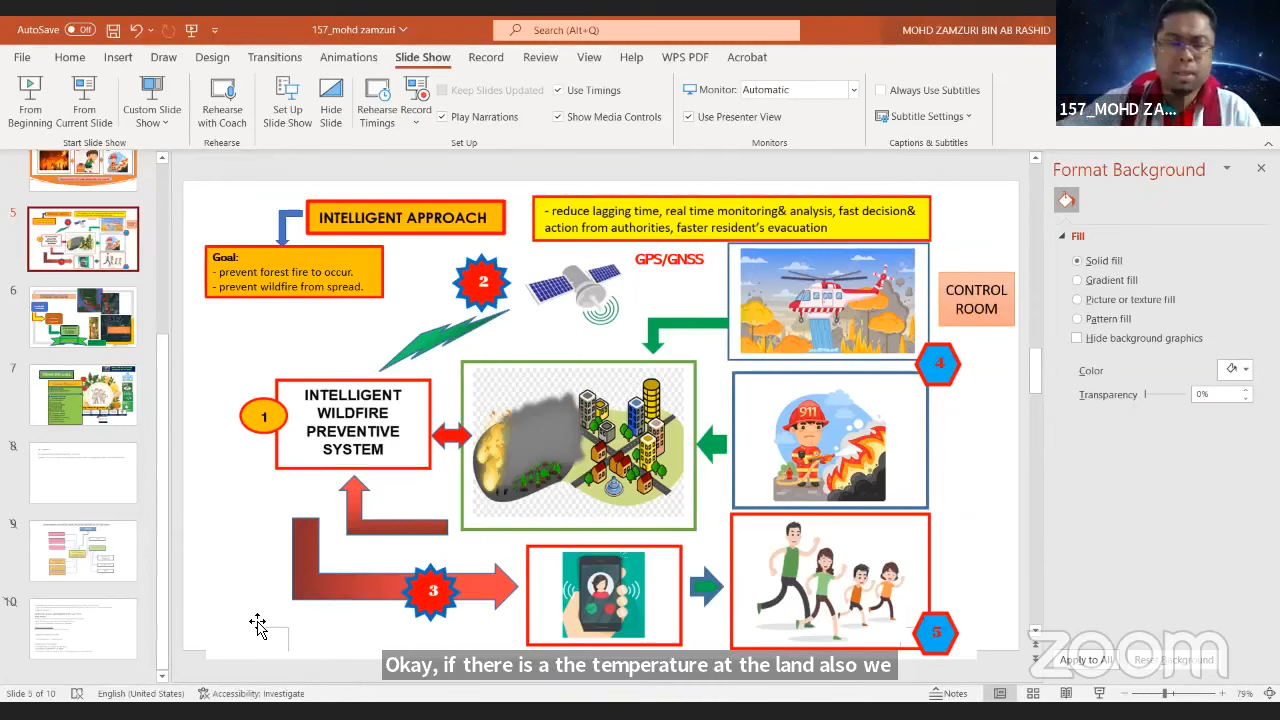 AutoSave
Off
157_mohd zamzuri
Search (Alt+Q)
MOHD ZAMZURI BIN AB RASHID
File
Home
Insert
Draw
Design
Transitions
Animations
Slide Show
Record
Review
View
Help
WPS PDF
Acrobat
From
Beginning
From
Current Slide
Custom Slide
Show
Start Slide Show
Rehearse
with Coach
Rehearse
Set Up
Slide Show
Hide
Slide
Rehearse
Timings
Record
Keep Slides Updated
Play Narrations
Use Timings
Show Media Controls
Set Up
Monitor:
Automatic
Use Presenter View
Monitors
Always Use Subtitles
Subtitle Settings
Captions & Subtitles
157_MOHD ZA...
5
6
7
8
9
10
INTELLIGENT APPROACH
- reduce lagging time, real time monitoring& analysis, fast decision&
action from authorities, faster resident's evacuation
Goal:
- prevent forest fire to occur.
- prevent wildfire from spread.
2
GPS/GNSS
CONTROL
ROOM
4
1
INTELLIGENT
WILDFIRE
PREVENTIVE
SYSTEM
911
3
5
Okay, if there is a the temperature at the land also we
Format Background
Fill
Solid fill
Gradient fill
Picture or texture fill
Pattern fill
Hide background graphics
Color
Transparency
0%
Apply to All
Reset Background
zoom
Slide 5 of 10
English (United States)
Accessibility: Investigate
Notes
79%